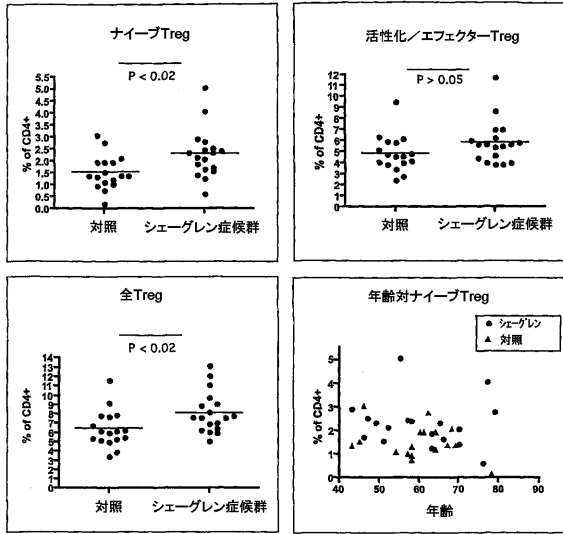 ナイーブTreg
P < 0.02
% of CD4+
5.5
5.0
4.5
4.0
3.5
3.0
2.5
2.0
1.5
1.0
0.5
0.0
対照 シェーグレン症候群
活性化／エフェクターTreg
P > 0.05
% of CD4+
12
11
10
9
8
7
6
5
4
3
2
1
0
対照 シェーグレン症候群
全Treg
P < 0.02
% of CD4+
14
13
12
11
10
9
8
7
6
5
4
3
2
1
0
対照 シェーグレン症候群
年齢対ナイーブTreg
シェーグレン
対照
% of CD4+
5
4
3
2
1
0
40 50 60 70 80 90
年齢